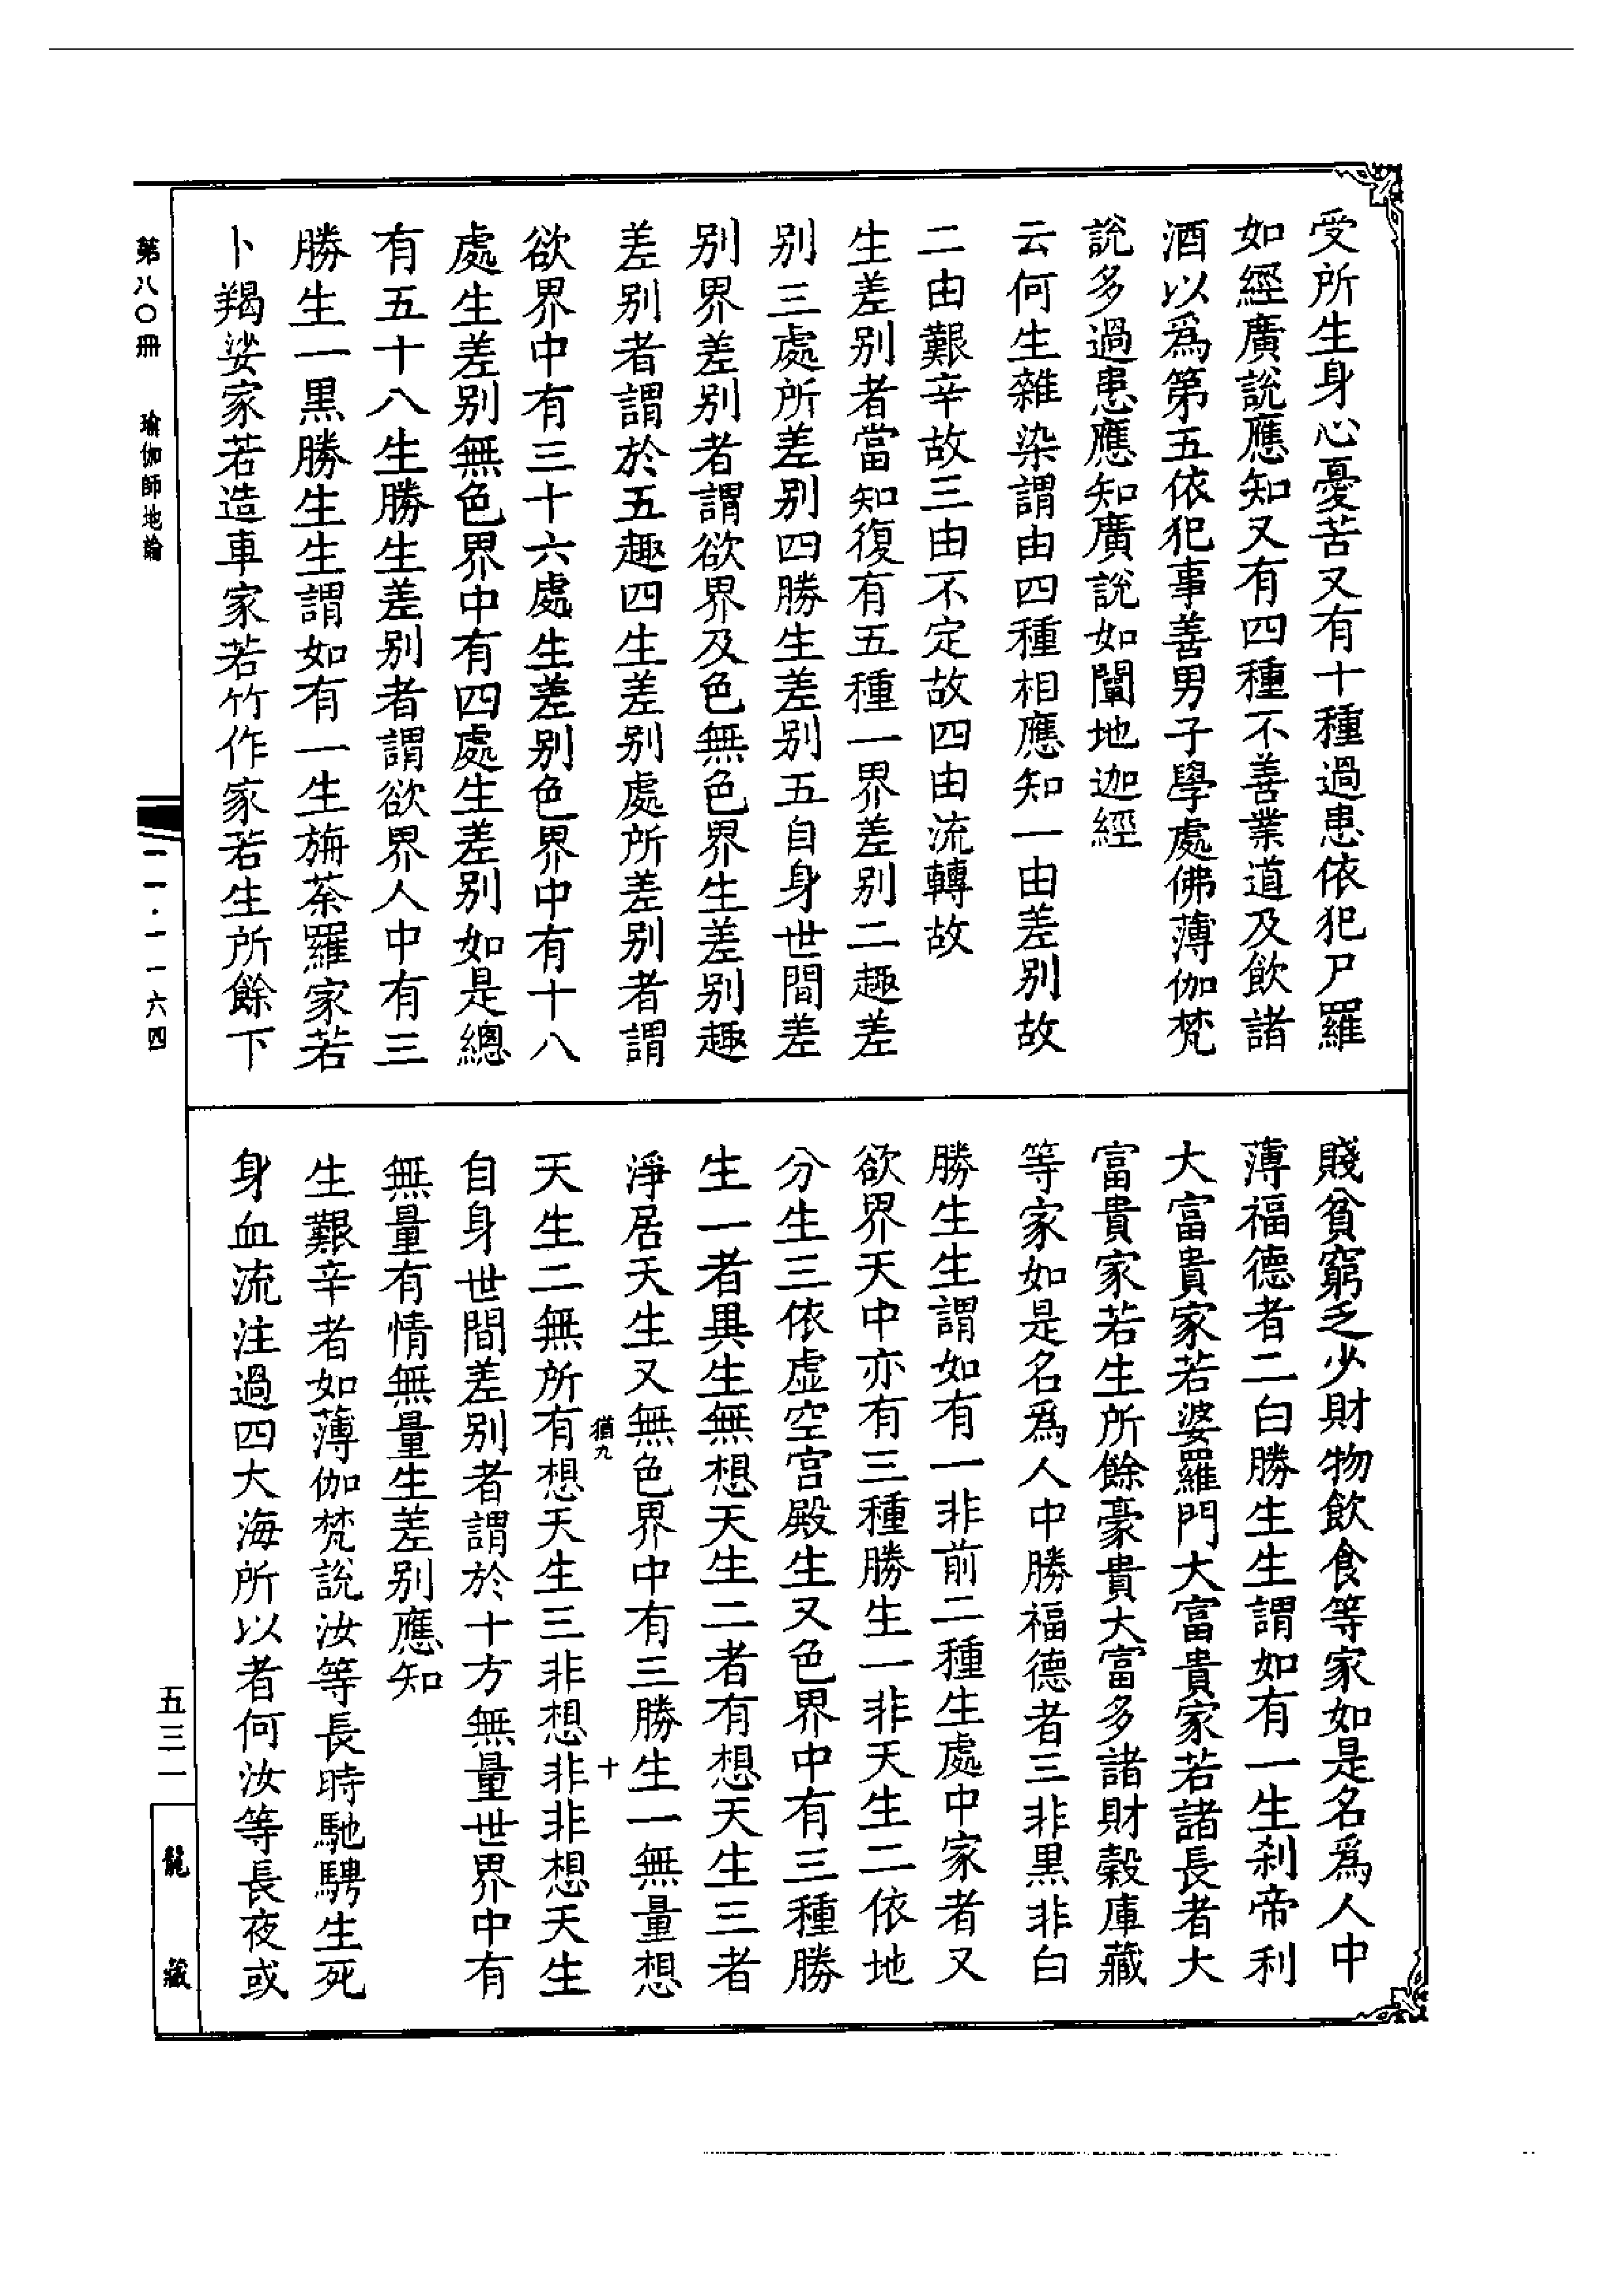 受所生身心憂苦又有十種過患依犯尸羅
如經廣說應知又有四種不善業道及飲諸
酒以爲第五依犯事善男子學處佛薄伽梵
說多過患應知廣說如闡地迦經
云何生雜染謂由四種相應知一由差別故
二由艱辛故三由不定故四由流轉故
生差別者當知復有五種一界差別二趣差
別三處所差別四勝生差別五自身世間差
別界差別者謂欲界及色無色界生差別趣
差別者謂於五趣四生差別處所差別者謂
欲界中有三十六處生差別色界中有十八
處生差別無色界中有四處生差別如是總
有五十八生勝生差別者謂欲界人中有三
勝生一黑勝生生謂如有一生旃荼羅家若
卜羯娑家若造車家若竹作家若生所餘下
賤貧窮乏少財物飲食等家如是名爲人中
薄福德者二白勝生生謂如有一生剎帝利
大富貴家若婆羅門大富貴家若諸長者大
富貴家若生所餘豪貴大富多諸財穀庫藏
等家如是名爲人中勝福德者三非黑非白
勝生生謂如有一非前二種生處中家者又
欲界天中亦有三種勝生一非天生二依地
分生三依虛空宮殿生又色界中有三種勝
生一者異生無想天生二者有想天生三者
淨居天生又無色界中有三勝生一無量想
猶九 十
天生二無所有想天生三非想非非想天生
自身世間差別者謂於十方無量世界中有
無量有情無量生差別應知
生艱辛者如薄伽梵說汝等長時馳騁生死
身血流注過四大海所以者何汝等長夜或
第八〇冊 瑜伽師地論
一一·一一六四
五三一
龍藏